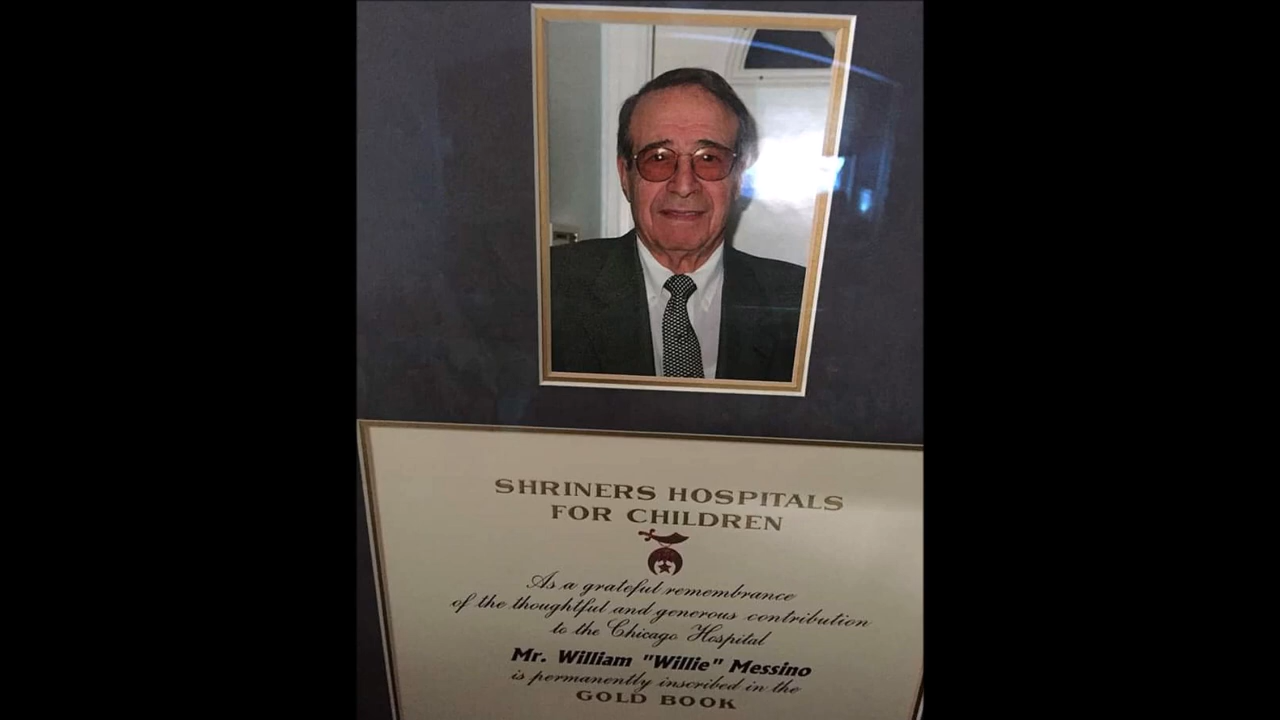 SHRINERS HOSPITALS
FOR CHILDREN
As a grateful remembrance
of the thoughtful and generous contribution
to the Chicago Hospital
Mr. William "Willie" Messino
is permanently inscribed in the
GOLD BOOK